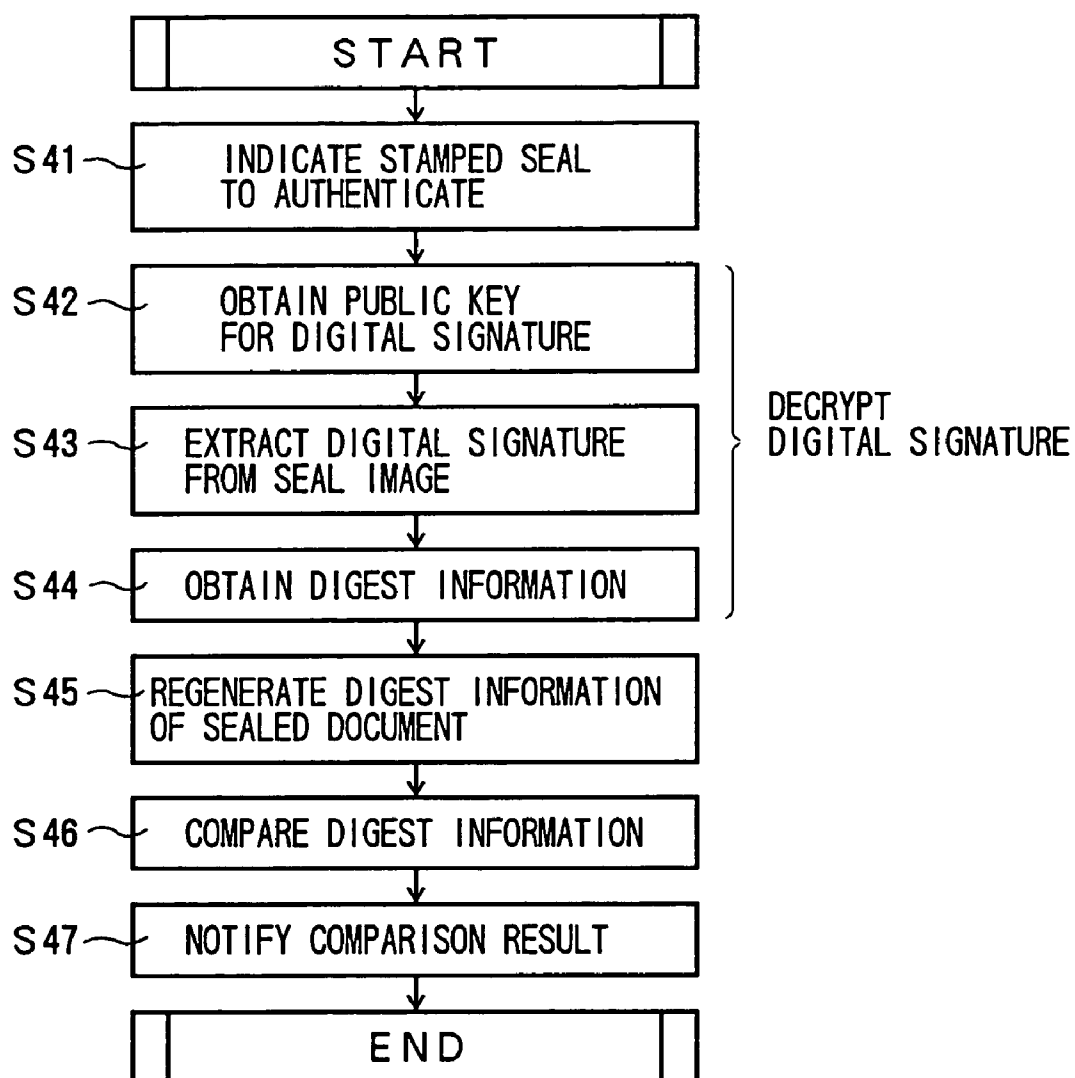 START
S41
INDICATE STAMPED SEAL
TO AUTHENTICATE
S42
OBTAIN PUBLIC KEY
FOR DIGITAL SIGNATURE
S43
EXTRACT DIGITAL SIGNATURE
FROM SEAL IMAGE
DECRYPT
DIGITAL SIGNATURE
S44
OBTAIN DIGEST INFORMATION
S45
REGENERATE DIGEST INFORMATION
OF SEALED DOCUMENT
S46
COMPARE DIGEST INFORMATION
S47
NOTIFY COMPARISON RESULT
END